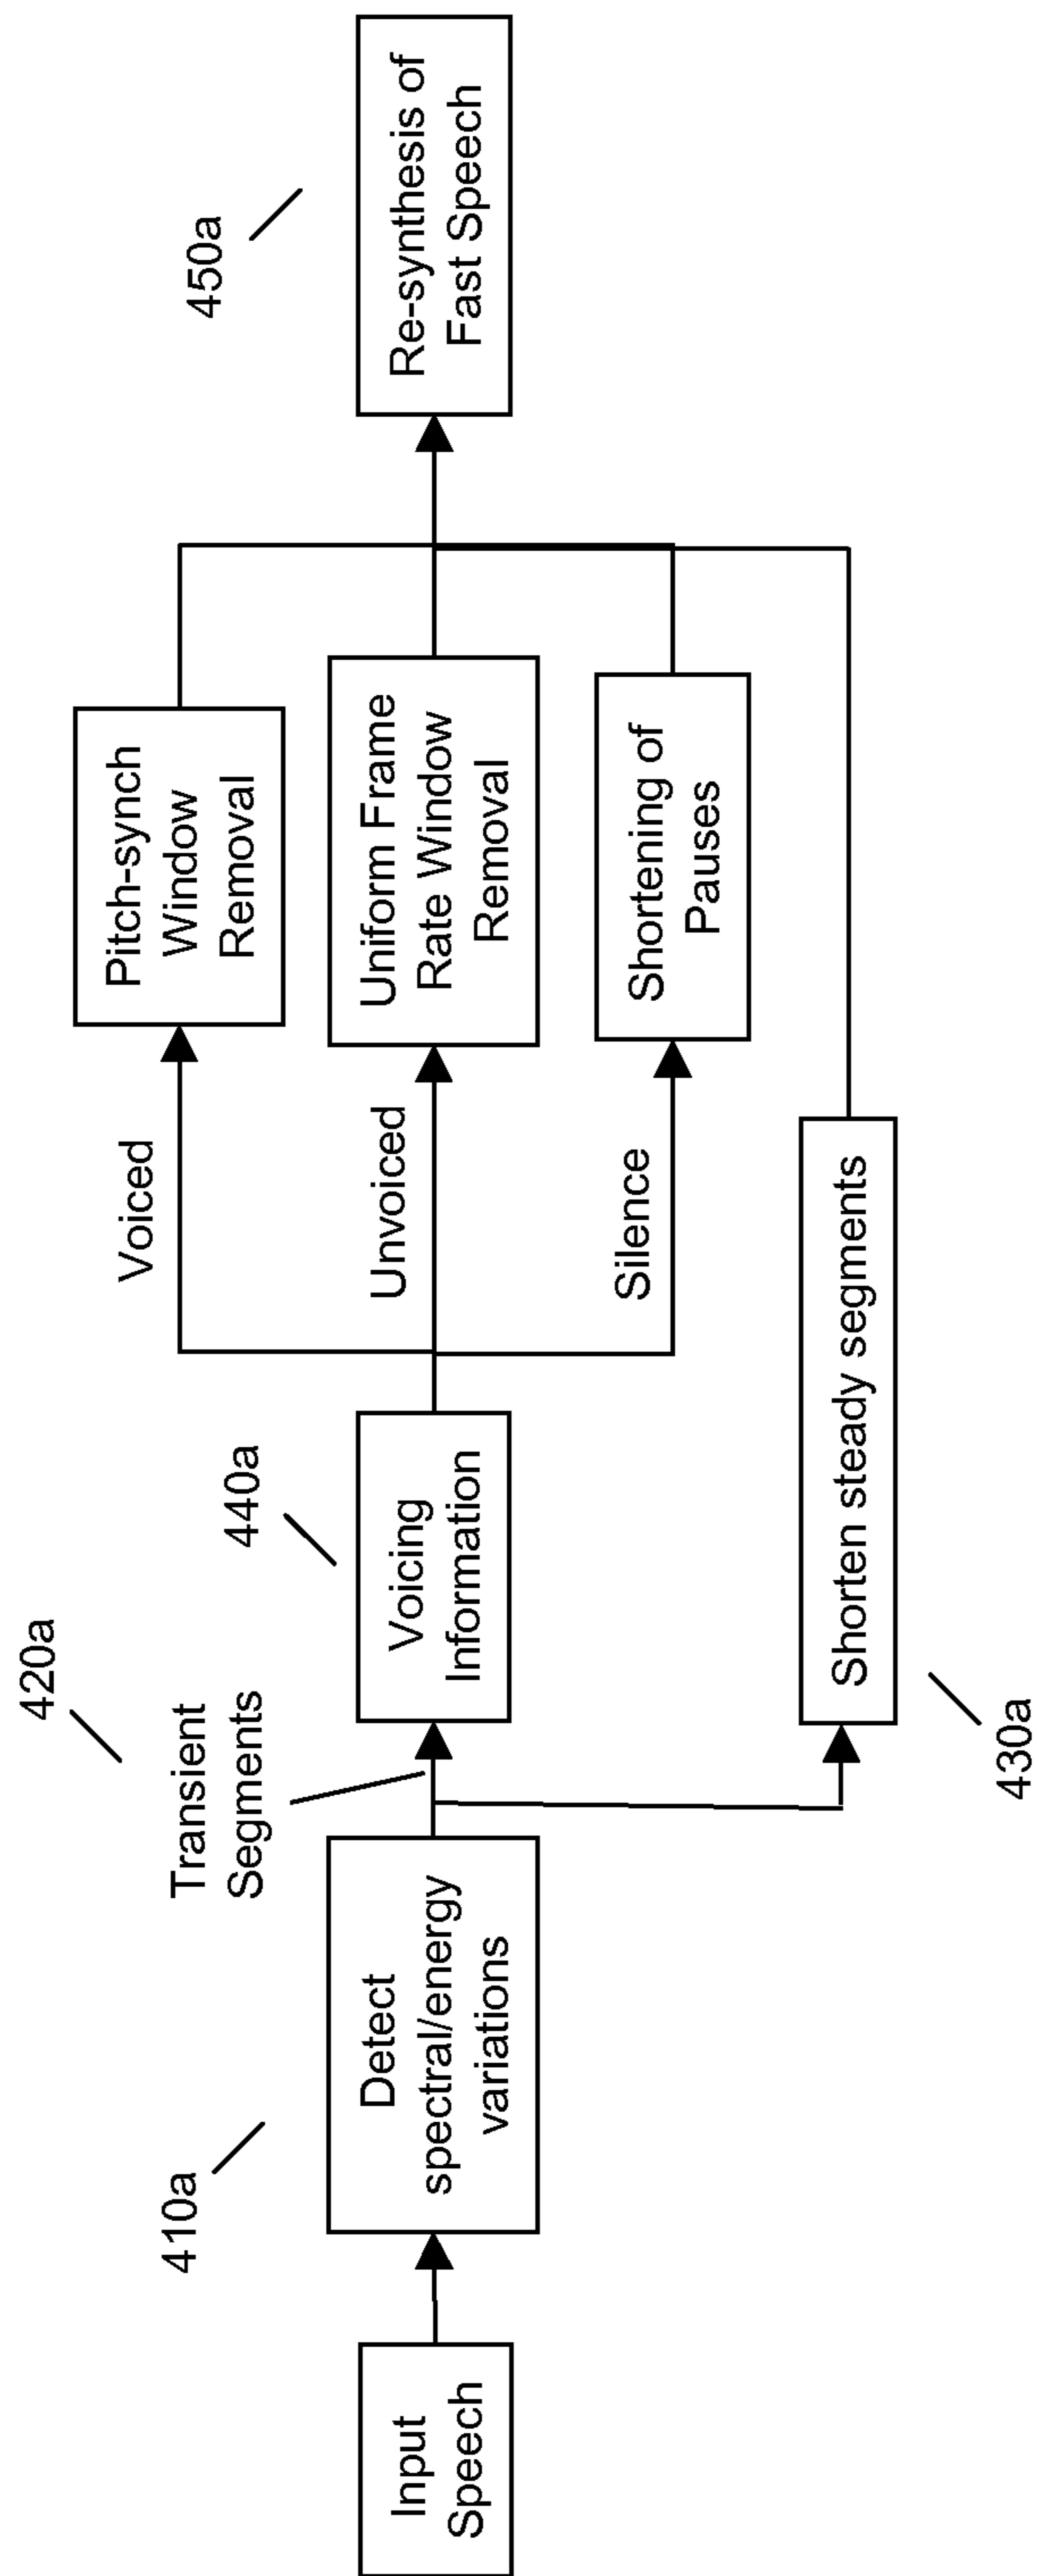 Input
Speech
410a
Detect
spectral/energy
variations
420a
Transient
Segments
440a
Voicing
Information
430a
Shorten steady segments
Voiced
Unvoiced
Silence
Pitch-synch
Window
Removal
Uniform Frame
Rate Window
Removal
Shortening of
Pauses
450a
Re-synthesis of
Fast Speech